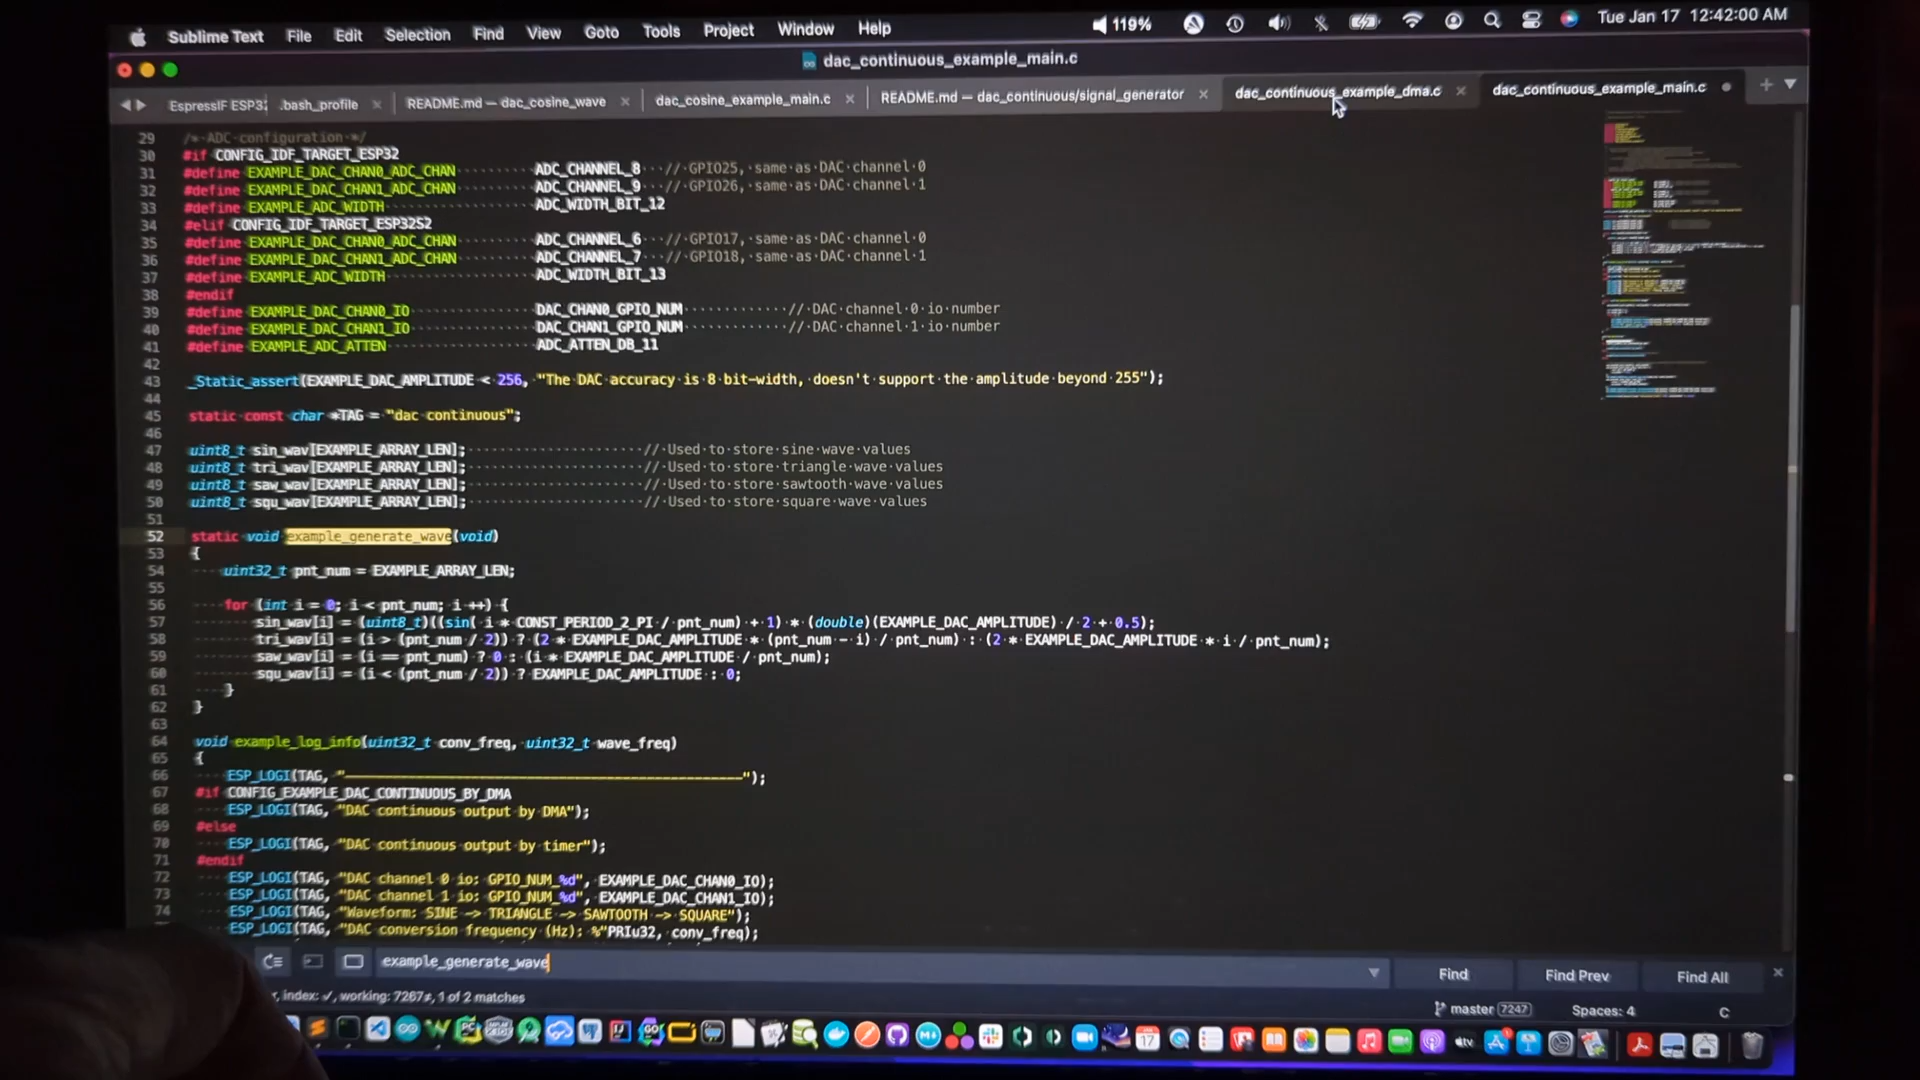 Sublime Text File Edit Selection Find View Goto Tools Project Window Help 119% Tue Jan 17 12:42:00 AM
dac_continuous_example_main.c
EspressIF ESP3 .bash_profile README.md — dac_cosine_wave dac_cosine_example_main.c README.md — dac_continuous/signal_generator dac_continuous_example_dma.c dac_continuous_example_main.c
29 /* ADC configuration */
30 #if CONFIG_IDF_TARGET_ESP32
31 #define EXAMPLE_DAC_CHAN0_ADC_CHAN ADC_CHANNEL_8 // GPIO25, same as DAC channel 0
32 #define EXAMPLE_DAC_CHAN1_ADC_CHAN ADC_CHANNEL_9 // GPIO26, same as DAC channel 1
33 #define EXAMPLE_ADC_WIDTH ADC_WIDTH_BIT_12
34 #elif CONFIG_IDF_TARGET_ESP32S2
35 #define EXAMPLE_DAC_CHAN0_ADC_CHAN ADC_CHANNEL_6 // GPIO17, same as DAC channel 0
36 #define EXAMPLE_DAC_CHAN1_ADC_CHAN ADC_CHANNEL_7 // GPIO18, same as DAC channel 1
37 #define EXAMPLE_ADC_WIDTH ADC_WIDTH_BIT_13
38 #endif
39 #define EXAMPLE_DAC_CHAN0_IO DAC_CHAN0_GPIO_NUM // DAC channel 0 io number
40 #define EXAMPLE_DAC_CHAN1_IO DAC_CHAN1_GPIO_NUM // DAC channel 1 io number
41 #define EXAMPLE_ADC_ATTEN ADC_ATTEN_DB_11
42
43 _Static_assert(EXAMPLE_DAC_AMPLITUDE < 256, "The DAC accuracy is 8 bit-width, doesn't support the amplitude beyond 255");
44
45 static const char *TAG = "dac continuous";
46
47 uint8_t sin_wav[EXAMPLE_ARRAY_LEN]; // Used to store sine wave values
48 uint8_t tri_wav[EXAMPLE_ARRAY_LEN]; // Used to store triangle wave values
49 uint8_t saw_wav[EXAMPLE_ARRAY_LEN]; // Used to store sawtooth wave values
50 uint8_t squ_wav[EXAMPLE_ARRAY_LEN]; // Used to store square wave values
51
52 static void example_generate_wave(void)
53 {
54 uint32_t pnt_num = EXAMPLE_ARRAY_LEN;
55
56 for (int i = 0; i < pnt_num; i ++) {
57 sin_wav[i] = (uint8_t)((sin( i * CONST_PERIOD_2_PI / pnt_num) + 1) * (double)(EXAMPLE_DAC_AMPLITUDE) / 2 + 0.5);
58 tri_wav[i] = (i > (pnt_num / 2)) ? (2 * EXAMPLE_DAC_AMPLITUDE * (pnt_num - i) / pnt_num) : (2 * EXAMPLE_DAC_AMPLITUDE * i / pnt_num);
59 saw_wav[i] = (i == pnt_num) ? 0 : (i * EXAMPLE_DAC_AMPLITUDE / pnt_num);
60 squ_wav[i] = (i < (pnt_num / 2)) ? EXAMPLE_DAC_AMPLITUDE : 0;
61 }
62 }
63
64 void example_log_info(uint32_t conv_freq, uint32_t wave_freq)
65 {
66 ESP_LOGI(TAG, "--------------------------------------------------");
67 #if CONFIG_EXAMPLE_DAC_CONTINUOUS_BY_DMA
68 ESP_LOGI(TAG, "DAC continuous output by DMA");
69 #else
70 ESP_LOGI(TAG, "DAC continuous output by timer");
71 #endif
72 ESP_LOGI(TAG, "DAC channel 0 io: GPIO_NUM_%d", EXAMPLE_DAC_CHAN0_IO);
73 ESP_LOGI(TAG, "DAC channel 1 io: GPIO_NUM_%d", EXAMPLE_DAC_CHAN1_IO);
74 ESP_LOGI(TAG, "Waveform: SINE -> TRIANGLE -> SAWTOOTH -> SQUARE");
ESP_LOGI(TAG, "DAC conversion frequency (Hz): %"PRIu32, conv_freq);
example_generate_wave Find Find Prev Find All
index: ✓, working: 7267≠, 1 of 2 matches master 7247 Spaces: 4 C